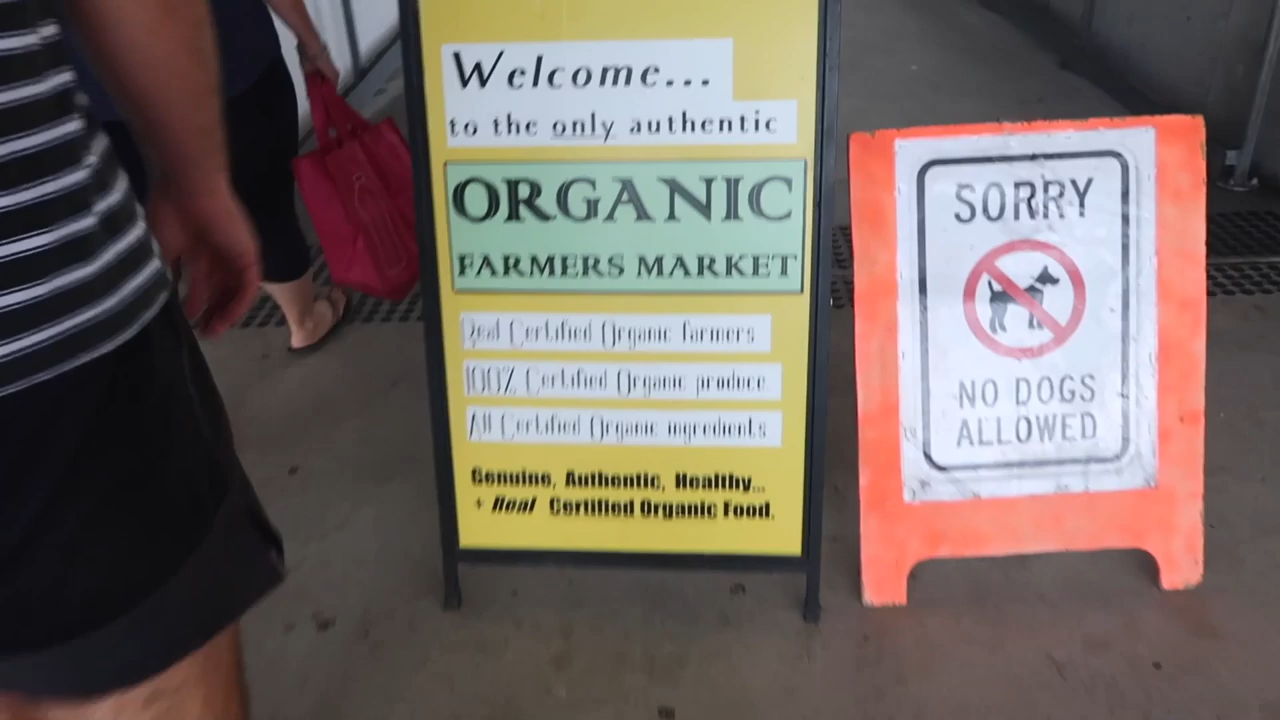 Welcome...
to the only authentic
ORGANIC
FARMERS MARKET
Real Certified Organic farmers
100% Certified Organic produce
All Certified Organic ingredients
Genuine, Authentic, Healthy...
+ Real Certified Organic Food.
SORRY
NO DOGS
ALLOWED